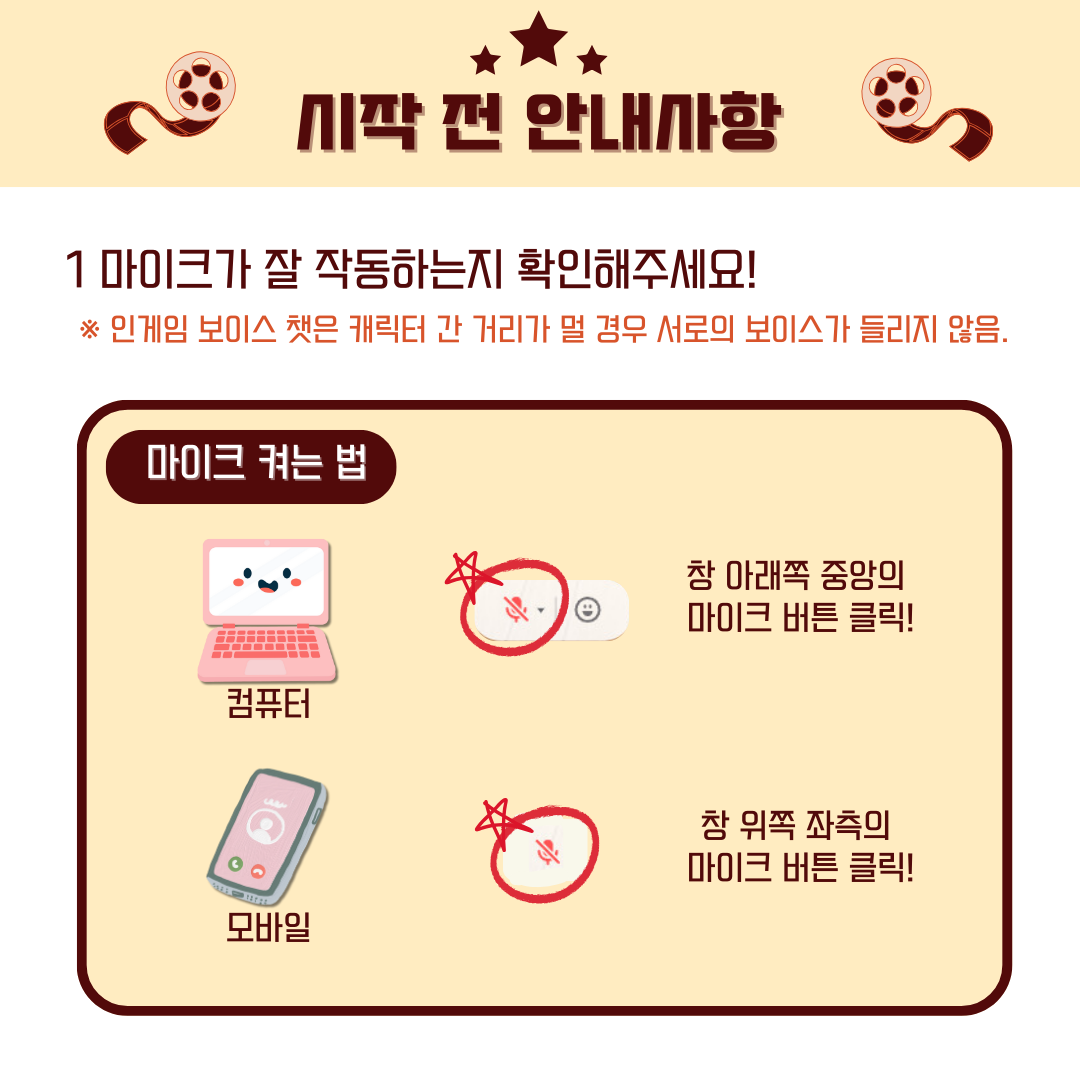 시작 전 안내사항
1 마이크가 잘 작동하는지 확인해주세요!
※ 인게임 보이스 챗은 캐릭터 간 거리가 멀 경우 서로의 보이스가 들리지 않음.
마이크 켜는 법
창 아래쪽 중앙의
마이크 버튼 클릭!
컴퓨터
창 위쪽 좌측의
마이크 버튼 클릭!
모바일